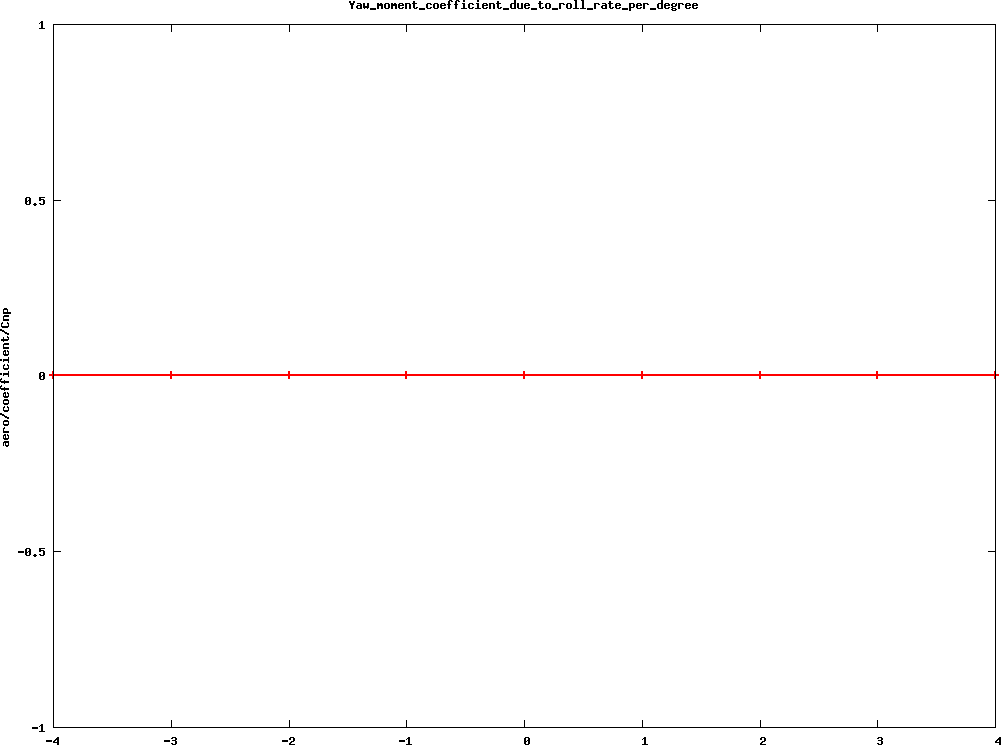 Yaw_moment_coefficient_due_to_roll_rate_per_degree
1
0.5
0
-0.5
-1
aero/coefficient/Cnp
-4 -3 -2 -1 0 1 2 3 4